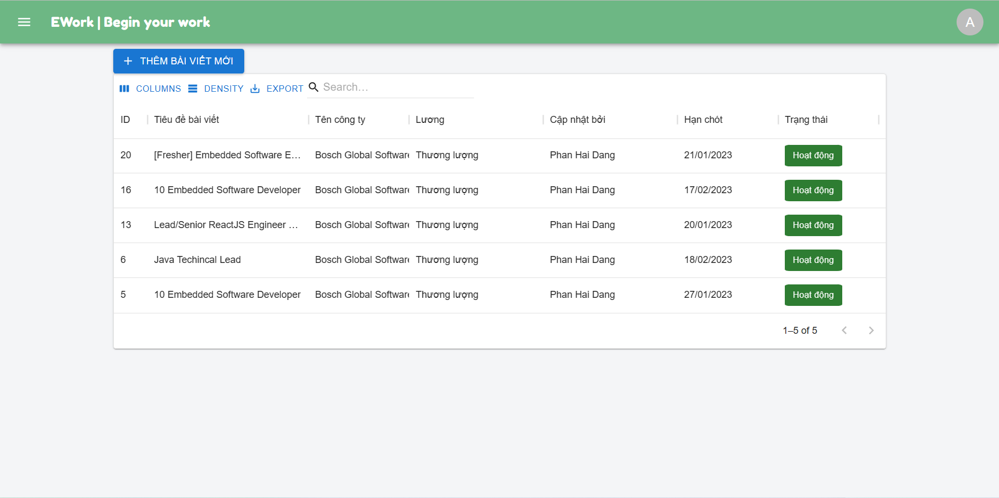 EWork | Begin your work
A
THÊM BÀI VIẾT MỚI
COLUMNS DENSITY EXPORT Search…
ID Tiêu đề bài viết Tên công ty Lương Cập nhật bởi Hạn chót Trạng thái
20 [Fresher] Embedded Software E… Bosch Global Software Thương lượng Phan Hai Dang 21/01/2023 Hoạt động
16 10 Embedded Software Developer Bosch Global Software Thương lượng Phan Hai Dang 17/02/2023 Hoạt động
13 Lead/Senior ReactJS Engineer … Bosch Global Software Thương lượng Phan Hai Dang 20/01/2023 Hoạt động
6 Java Techincal Lead Bosch Global Software Thương lượng Phan Hai Dang 18/02/2023 Hoạt động
5 10 Embedded Software Developer Bosch Global Software Thương lượng Phan Hai Dang 27/01/2023 Hoạt động
1–5 of 5